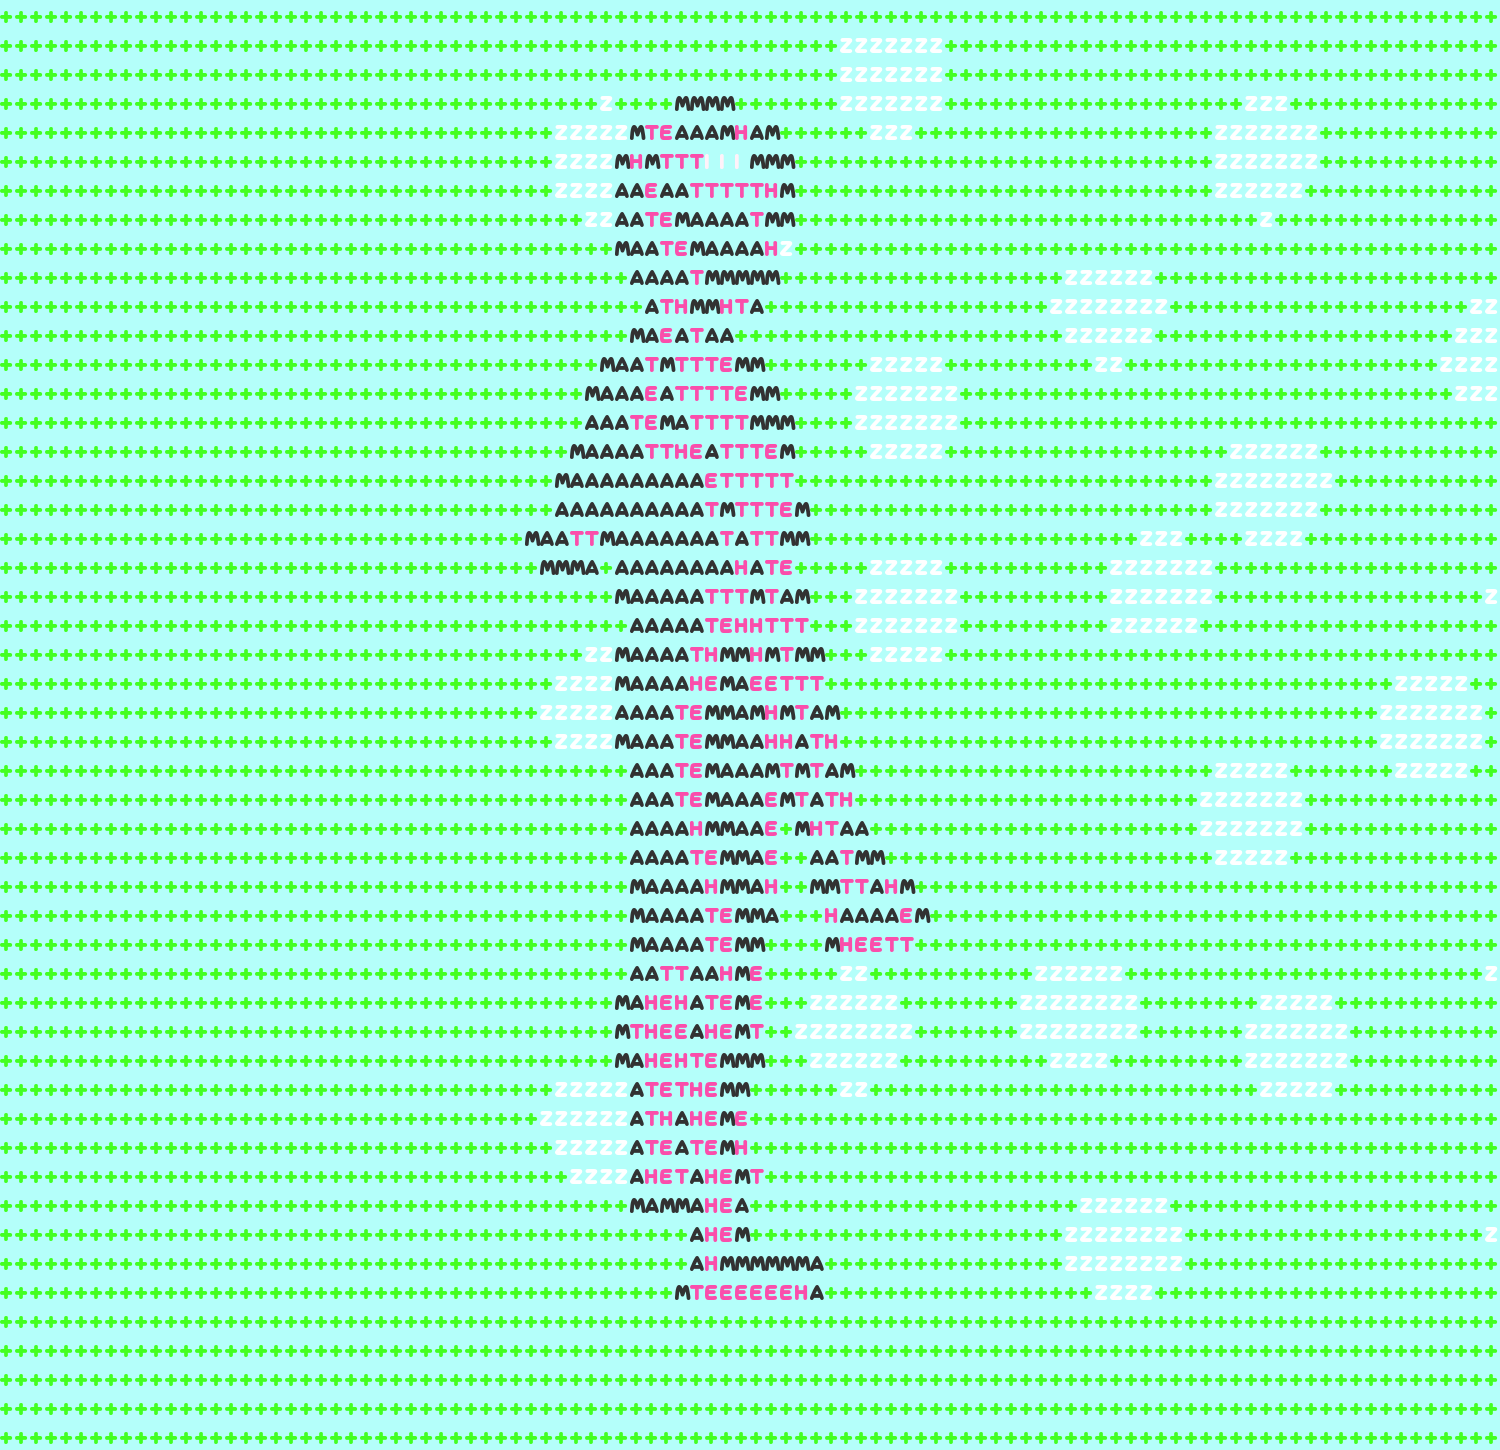 ZZZZZZZ
ZZZZZZZ
Z MMMM ZZZZZZZ ZZZ
ZZZZZMTEAAAMHAM ZZZ ZZZZZZZ
ZZZZMHMTTTIII MMM ZZZZZZZ
ZZZZAAEAATTTTTHM ZZZZZZ
ZZAATEMAAAATMM Z
MAATEMAAAAHZ
AAAATMMMMM ZZZZZZ
ATHMMHTA ZZZZZZZZ ZZ
MAEATAA ZZZZZZ ZZZ
MAATMTTTEMM ZZZZZ ZZ ZZZZ
MAAAEATTTTEMM ZZZZZZZ ZZZ
AAATEMATTTTMMM ZZZZZZZ
MAAAATTHEATTTEM ZZZZZ ZZZZZZ
MAAAAAAAAAETTTTT ZZZZZZZZ
AAAAAAAAAATMTTTEM ZZZZZZZ
MAATTMAAAAAAATATTMM ZZZ ZZZZ
MMMA AAAAAAAAHATE ZZZZZ ZZZZZZZ
MAAAAATTTMTAM ZZZZZZZ ZZZZZZZ Z
AAAAATEHHTTT ZZZZZZZ ZZZZZZ
ZZMAAAATHMMHMTMM ZZZZZ
ZZZZMAAAAHEMAEETTT ZZZZZ
ZZZZZAAAATEMMAMHMTAM ZZZZZZZ
ZZZZMAAATEMMAAHHATH ZZZZZZZ
AAATEMAAAMTMTAM ZZZZZ ZZZZZ
AAATEMAAAEMTATH ZZZZZZZ
AAAAHMMAAE MHTAA ZZZZZZZ
AAAATEMMAE AATMM ZZZZZ
MAAAAHMMAH MMTTAHM
MAAAATEMMA HAAAAEM
MAAAATEMM MHEETT
AATTAAHME ZZ ZZZZZZ Z
MAHEHATEME ZZZZZZ ZZZZZZZZ ZZZZZ
MTHEEAHEMT ZZZZZZZZ ZZZZZZZZ ZZZZZZZ
MAHEHTEMMM ZZZZZZ ZZZZ ZZZZZZZ
ZZZZZATETHEMM ZZ ZZZZZ
ZZZZZZATHAHEME
ZZZZZATEATEMH
ZZZZAHETAHEMT
MAMMAHEA ZZZZZZ
AHEM ZZZZZZZZ Z
AHMMMMMMA ZZZZZZZZ
MTEEEEEEHA ZZZZ